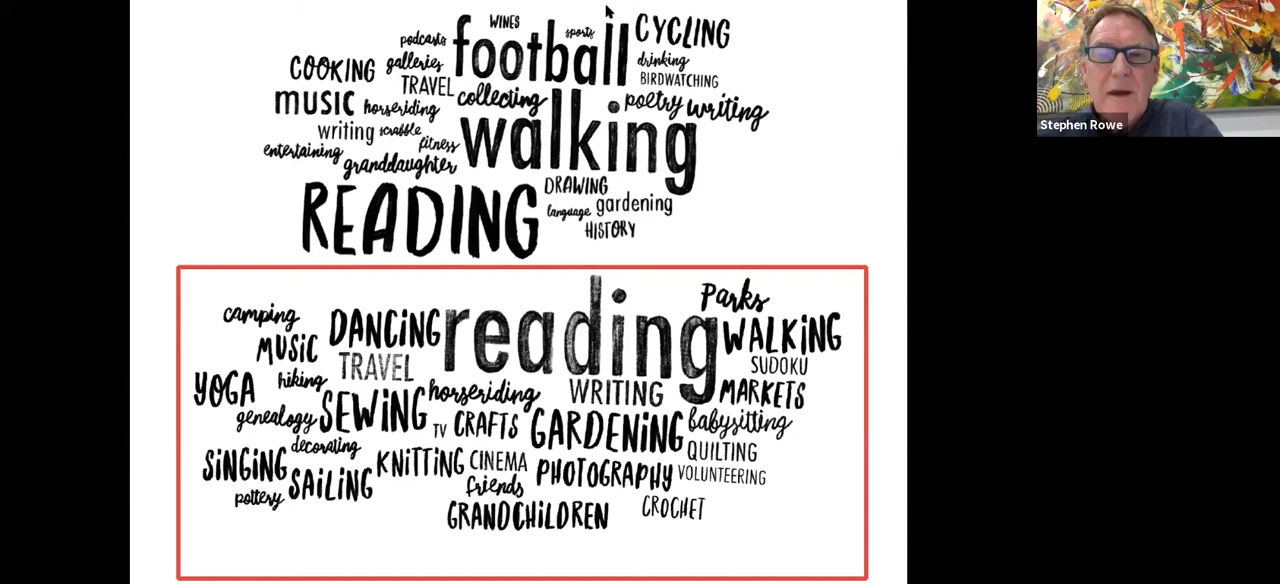 WINES
sports
CYCLING
podcasts
football
COOKING
galleries
drinking
TRAVEL
BIRDWATCHING
music
horseriding
collecting
poetry writing
writing
scrabble
fitness
walking
entertaining
granddaughter
READING
DRAWING
language
gardening
HISTORY
Stephen Rowe
camping
MUSIC
DANCING
reading
Parks
WALKING
TRAVEL
SUDOKU
YOGA
hiking
horseriding
WRITING
MARKETS
genealogy
SEWING
TV
CRAFTS
GARDENING
babysitting
decorating
QUILTING
SINGING
SAILING
KNITTING
CINEMA
PHOTOGRAPHY
VOLUNTEERING
pottery
friends
GRANDCHILDREN
CROCHET